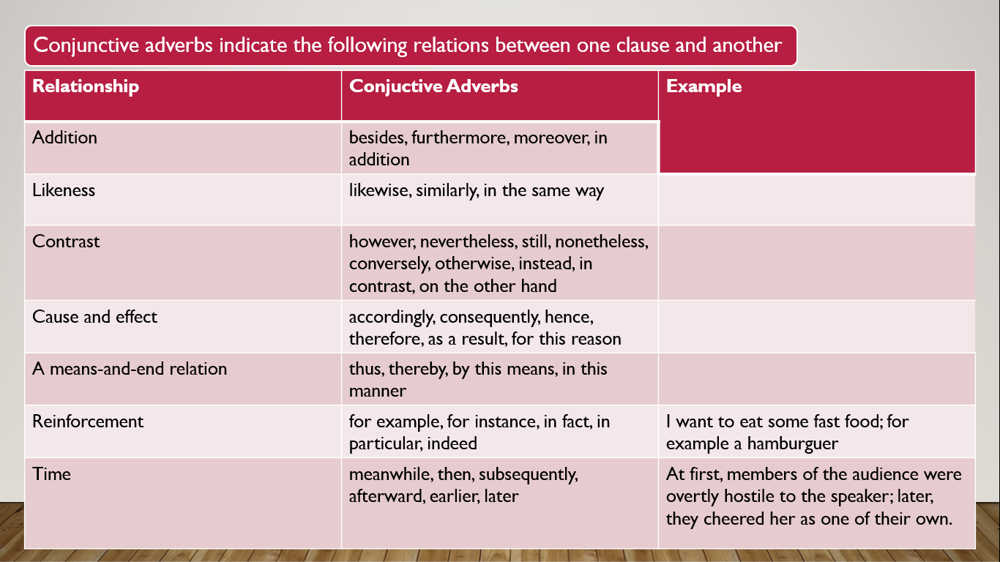 Conjunctive adverbs indicate the following relations between one clause and another
Relationship
Conjuctive Adverbs
Example
Addition
besides, furthermore, moreover, in
addition
Likeness
likewise, similarly, in the same way
Contrast
however, nevertheless, still, nonetheless,
conversely, otherwise, instead, in
contrast, on the other hand
Cause and effect
accordingly, consequently, hence,
therefore, as a result, for this reason
A means-and-end relation
thus, thereby, by this means, in this
manner
Reinforcement
for example, for instance, in fact, in
particular, indeed
I want to eat some fast food; for
example a hamburguer
Time
meanwhile, then, subsequently,
afterward, earlier, later
At first, members of the audience were
overtly hostile to the speaker; later,
they cheered her as one of their own.